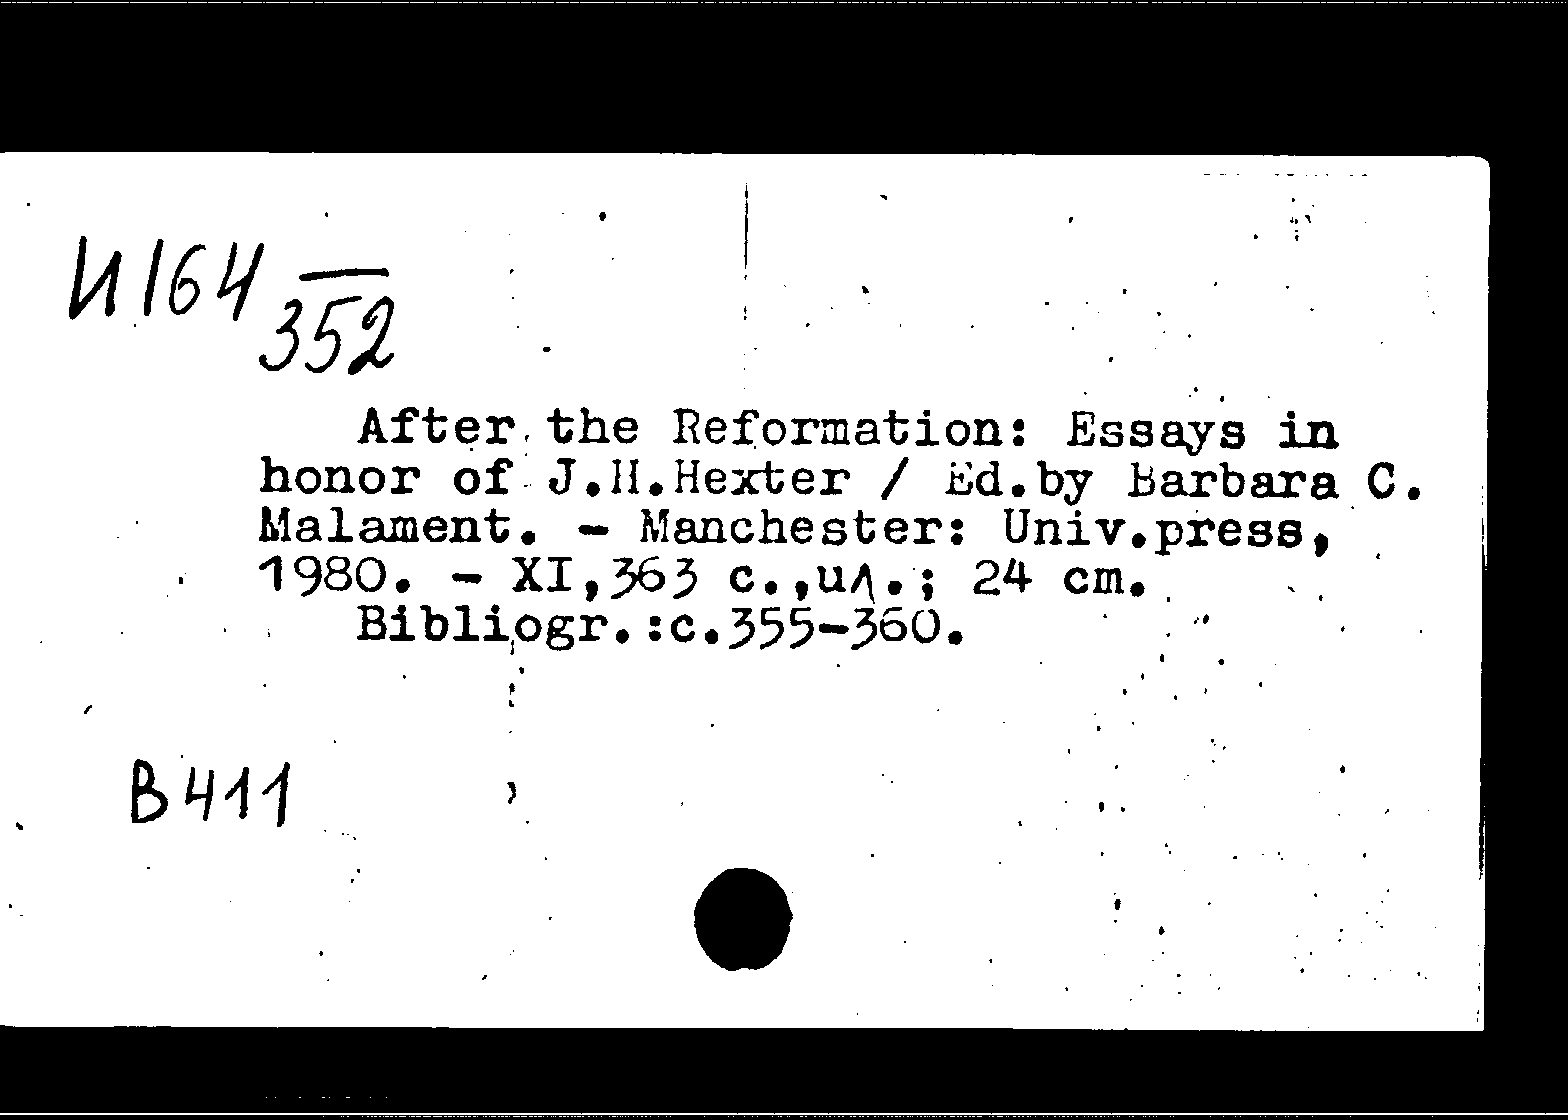 И164
352
After the Reformation: Essays in
honor of J.H.Hexter / Ed.by Barbara C.
Malament. - Manchester: Univ.press,
1980. - XI,363 с.,ил.; 24 cm.
Bibliogr.:c.355-360.
В411